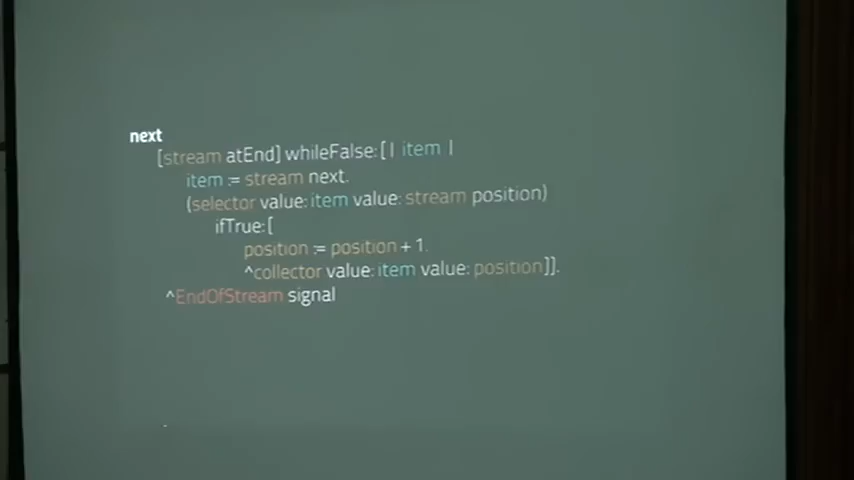 next
[stream atEnd] whileFalse: [ | item |
item := stream next.
(selector value: item value: stream position)
ifTrue: [
position := position + 1.
^collector value: item value: position]].
^EndOfStream signal